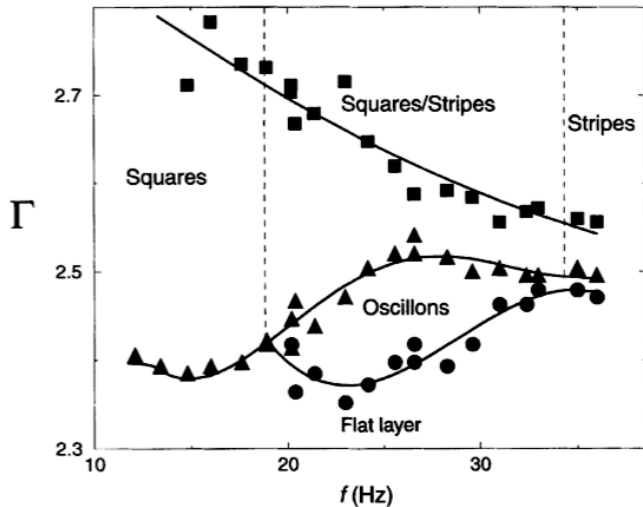 2.7
Squares/Stripes
Stripes
Squares
Γ
2.5
Oscillons
Flat layer
2.3
10
20
30
f (Hz)